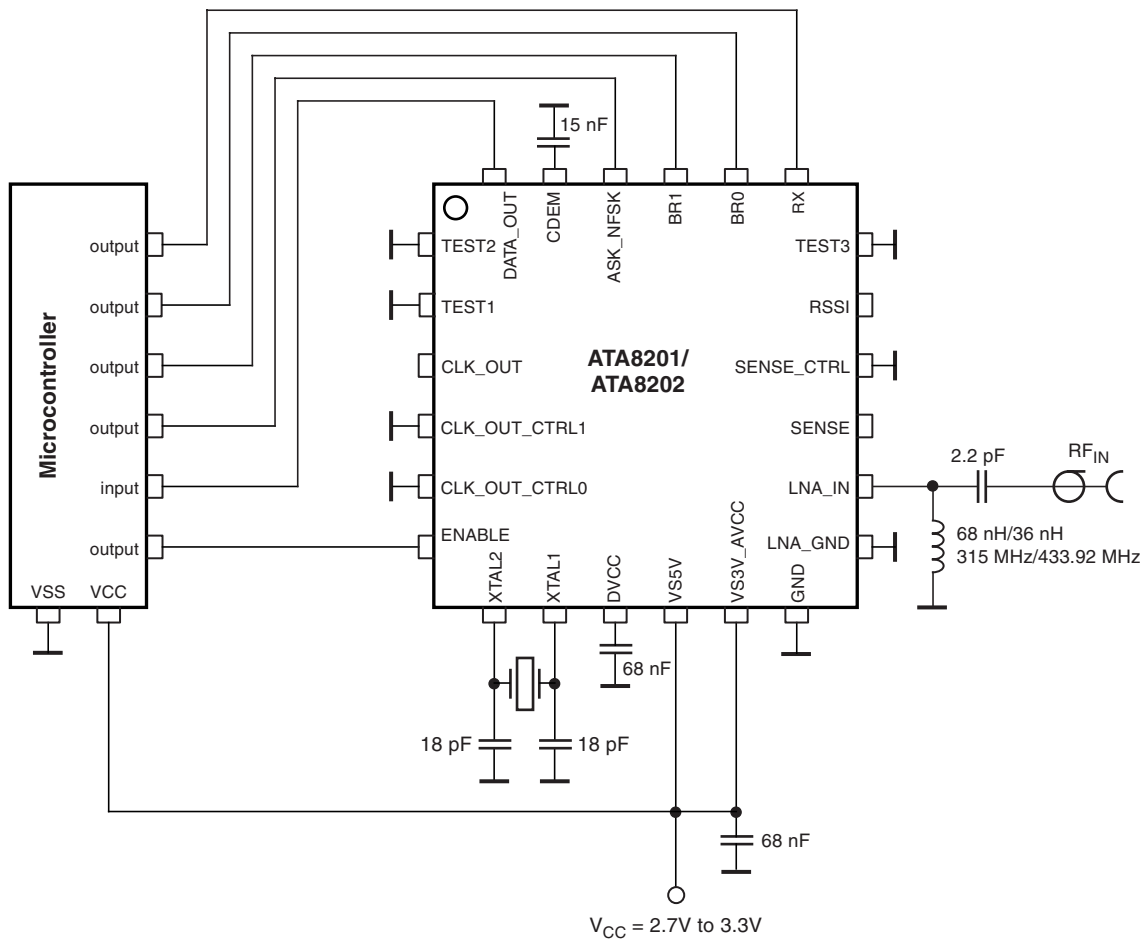 15 nF
DATA_OUT
CDEM
ASK_NFSK
BR1
BR0
RX
Microcontroller
output
output
output
output
input
output
VSS
VCC
TEST2
TEST1
CLK_OUT
CLK_OUT_CTRL1
CLK_OUT_CTRL0
ENABLE
ATA8201/
ATA8202
TEST3
RSSI
SENSE_CTRL
SENSE
LNA_IN
LNA_GND
XTAL2
XTAL1
DVCC
VS5V
VS3V_AVCC
GND
2.2 pF
RF_IN
68 nH/36 nH
315 MHz/433.92 MHz
68 nF
18 pF
18 pF
68 nF
V_CC = 2.7V to 3.3V